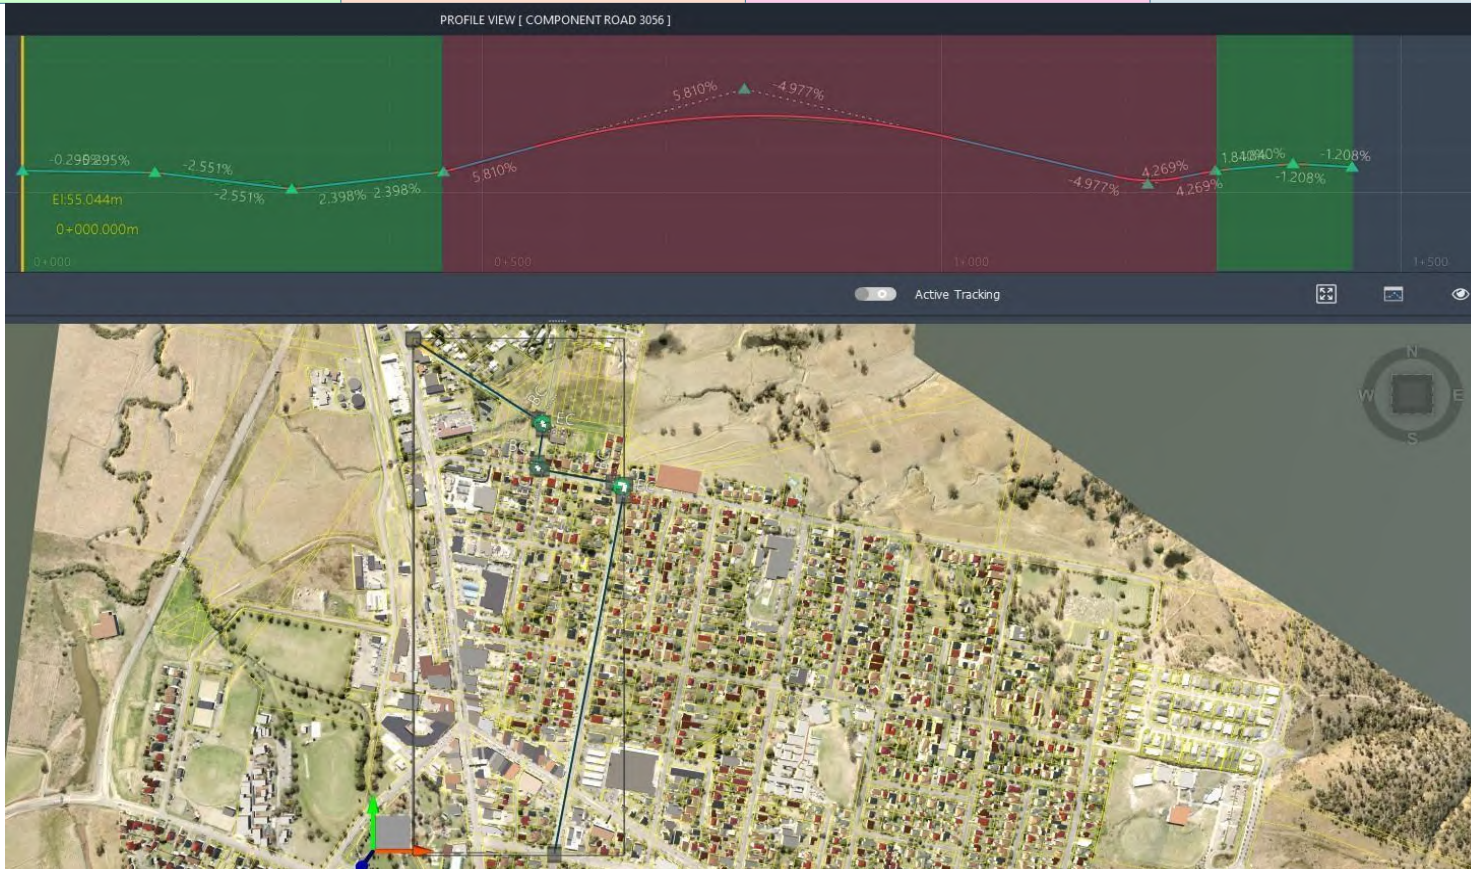 PROFILE VIEW [ COMPONENT ROAD 3056 ]
5.810%
-4.977%
-2.551%
-1.208%
4.269%
5.810%
-4.977%
4.269%
-1.208%
-2.551%
2.398% 2.398%
El:55.044m
0+000.000m
0+000
0+500
1+000
1+500
Active Tracking
N
W
E
S
EC
BC